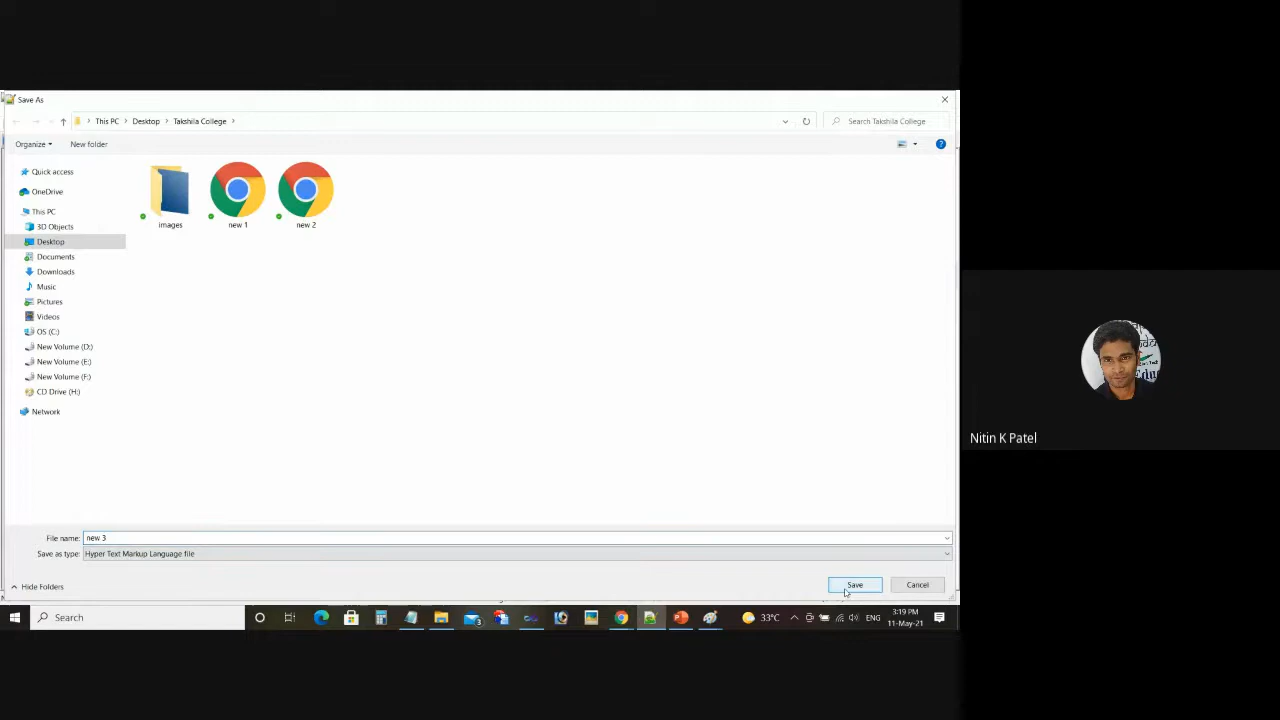 Save As
This PC > Desktop > Takshila College >
Search Takshila College
Organize
New folder
Quick access
OneDrive
This PC
3D Objects
Desktop
Documents
Downloads
Music
Pictures
Videos
OS (C:)
New Volume (D:)
New Volume (E:)
New Volume (F:)
CD Drive (H:)
Network
images
new 1
new 2
File name: new 3
Save as type: Hyper Text Markup Language file
Hide Folders
Save
Cancel
Search
3
33°C
ENG
3:19 PM
11-May-21
Nitin K Patel